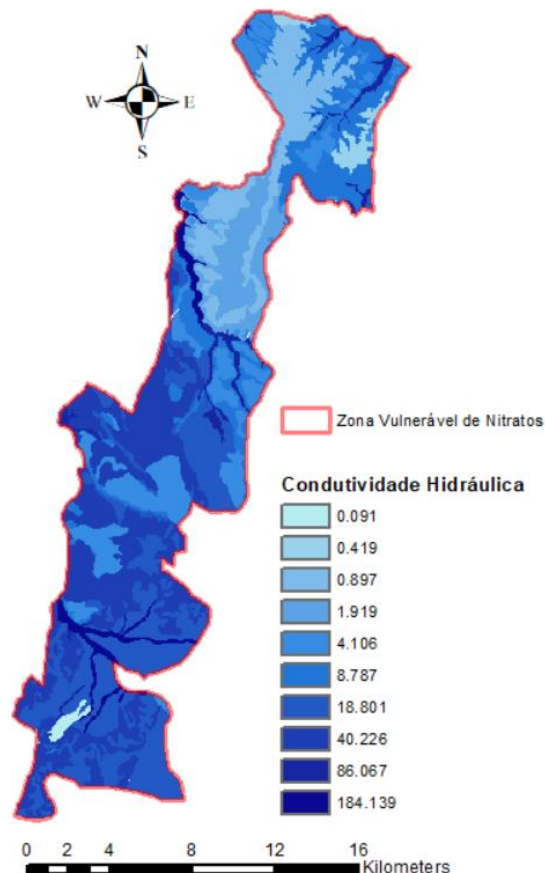 N
W E
S
Zona Vulnerável de Nitratos
Condutividade Hidráulica
0.091
0.419
0.897
1.919
4.106
8.787
18.801
40.226
86.067
184.139
0 2 4 8 12 16
Kilometers